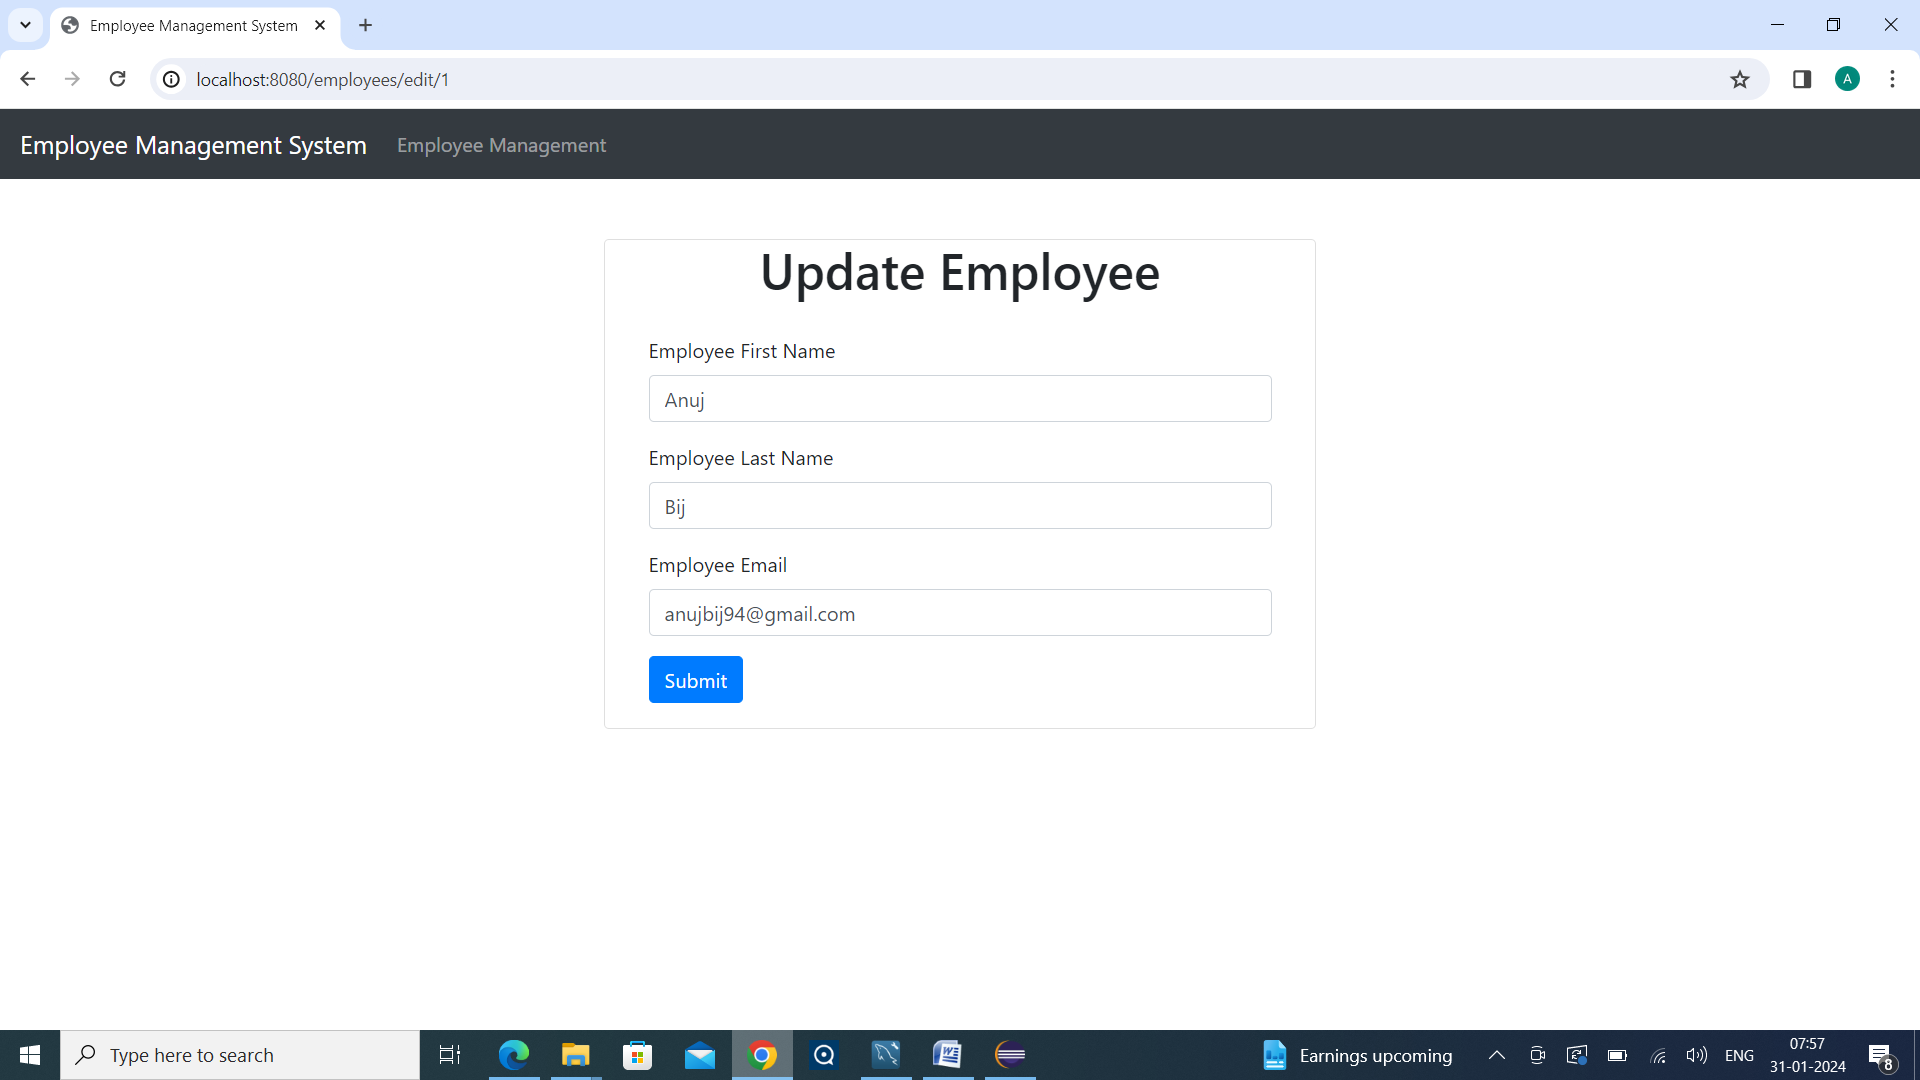 Employee Management System
localhost:8080/employees/edit/1
A
Employee Management System Employee Management
Update Employee
Employee First Name
Anuj
Employee Last Name
Bij
Employee Email
anujbij94@gmail.com
Submit
Type here to search
W
Earnings upcoming
ENG
07:57
31-01-2024
8